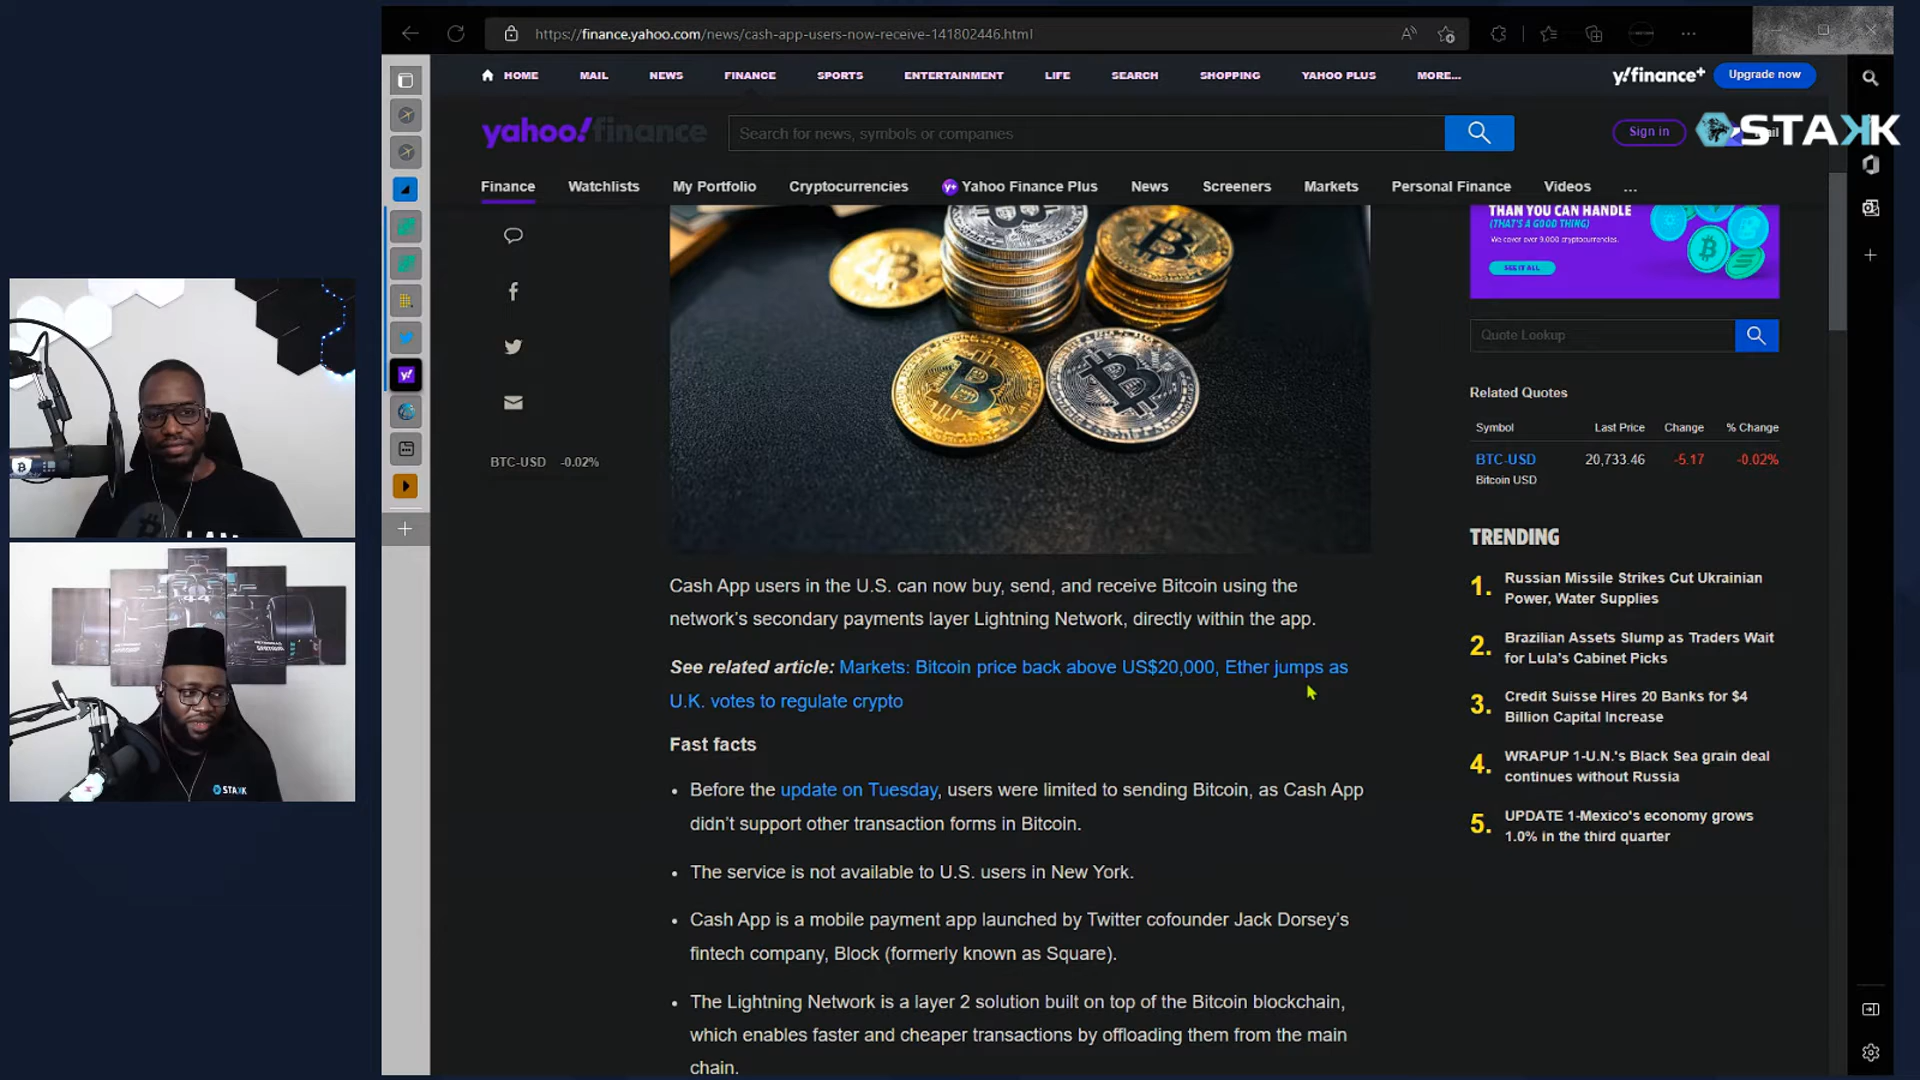 https://finance.yahoo.com/news/cash-app-users-now-receive-141802446.html
HOME MAIL NEWS FINANCE SPORTS ENTERTAINMENT LIFE SEARCH SHOPPING YAHOO PLUS MORE...
y!finance+ Upgrade now
yahoo!finance
Search for news, symbols or companies
Sign in
STAKK
Finance Watchlists My Portfolio Cryptocurrencies Yahoo Finance Plus News Screeners Markets Personal Finance Videos ...
THAN YOU CAN HANDLE
(THAT'S A GOOD THING)
We cover over 9,000 cryptocurrencies.
SEE IT ALL
Quote Lookup
Related Quotes
Symbol Last Price Change % Change
BTC-USD 20,733.46 -5.17 -0.02%
Bitcoin USD
BTC-USD -0.02%
TRENDING
1. Russian Missile Strikes Cut Ukrainian
Power, Water Supplies
2. Brazilian Assets Slump as Traders Wait
for Lula's Cabinet Picks
3. Credit Suisse Hires 20 Banks for $4
Billion Capital Increase
4. WRAPUP 1-U.N.'s Black Sea grain deal
continues without Russia
5. UPDATE 1-Mexico's economy grows
1.0% in the third quarter
Cash App users in the U.S. can now buy, send, and receive Bitcoin using the
network's secondary payments layer Lightning Network, directly within the app.
See related article: Markets: Bitcoin price back above US$20,000, Ether jumps as
U.K. votes to regulate crypto
Fast facts
• Before the update on Tuesday, users were limited to sending Bitcoin, as Cash App
didn't support other transaction forms in Bitcoin.
• The service is not available to U.S. users in New York.
• Cash App is a mobile payment app launched by Twitter cofounder Jack Dorsey's
fintech company, Block (formerly known as Square).
• The Lightning Network is a layer 2 solution built on top of the Bitcoin blockchain,
which enables faster and cheaper transactions by offloading them from the main
chain.
44
STAKK